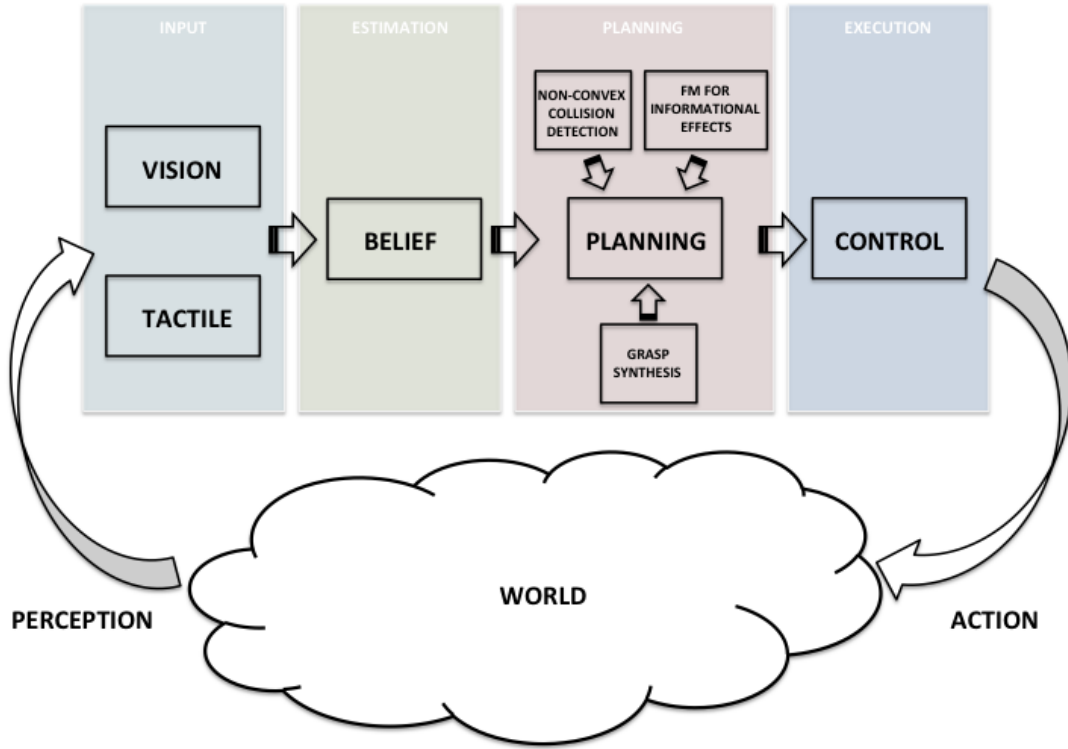 INPUT
ESTIMATION
PLANNING
EXECUTION
VISION
TACTILE
BELIEF
NON-CONVEX
COLLISION
DETECTION
FM FOR
INFORMATIONAL
EFFECTS
PLANNING
GRASP
SYNTHESIS
CONTROL
PERCEPTION
WORLD
ACTION